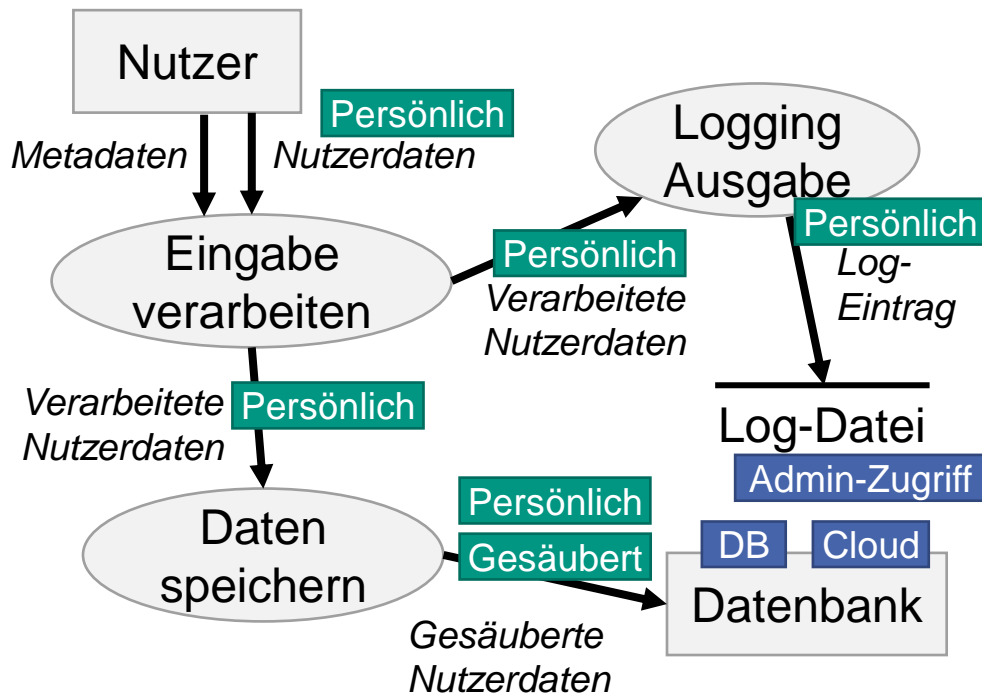 Nutzer
Persönlich
Metadaten
Nutzerdaten
Logging
Ausgabe
Eingabe
verarbeiten
Persönlich
Verarbeitete
Nutzerdaten
Persönlich
Log-
Eintrag
Verarbeitete
Nutzerdaten
Persönlich
Log-Datei
Admin-Zugriff
Daten
speichern
Persönlich
Gesäubert
Gesäuberte
Nutzerdaten
DB
Cloud
Datenbank